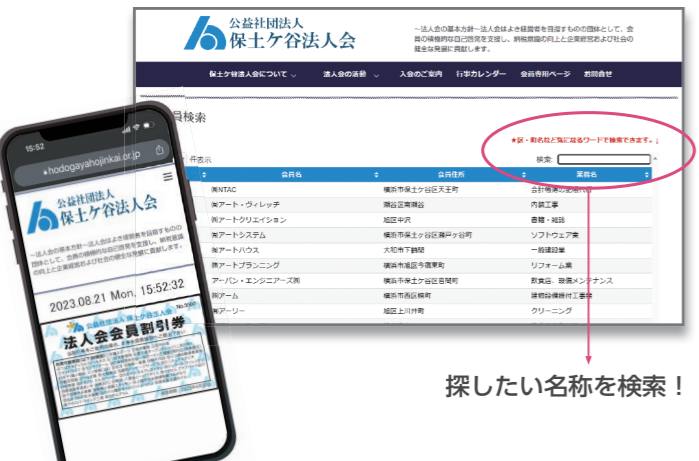 公益社団法人
保土ケ谷法人会
～法人会の基本方針～法人会はよき経営者を目指すものの団体として、会
員の積極的な自己啓発を支援し、納税意識の向上と企業経営および社会の
健全な発展に貢献します。
保土ケ谷法人会について 法人会の活動 入会のご案内 行事カレンダー 会員専用ページ お問合せ
員検索
★区・町名など気になるワードで検索できます。↓
件表示 検索:
会員名 会員住所 業務名
㈲NTAC 横浜市保土ケ谷区天王町 会計帳簿の記帳代行
㈲アート・ヴィレッヂ 瀬谷区南瀬谷 内装工事
㈲アートクリエイション 旭区中沢 書籍・雑誌
㈲アートシステム 横浜市保土ケ谷区瀬戸ヶ谷町 ソフトウェア業
㈲アートハウス 大和市下鶴間 一般建設業
㈱アートプランニング 横浜市旭区今宿東町 リフォーム業
アーバン・エンジニアーズ㈱ 横浜市保土ケ谷区岩間町 飲食店、設備メンテナンス
㈲アーム 横浜市西区楠町 建物設備据付工事業
㈲アーリー 旭区上川井町 クリーニング
探したい名称を検索！
15:52
hodogayahojinkai.or.jp
公益社団法人
保土ケ谷法人会
～法人会の基本方針～法人会はよき経営者を目指すものの
団体として、会員の積極的な自己啓発を支援し、納税意識
の向上と企業経営および社会の健全な発展に貢献します。
2023.08.21 Mon, 15:52:32
公益社団法人 保土ケ谷法人会
法人会会員割引券